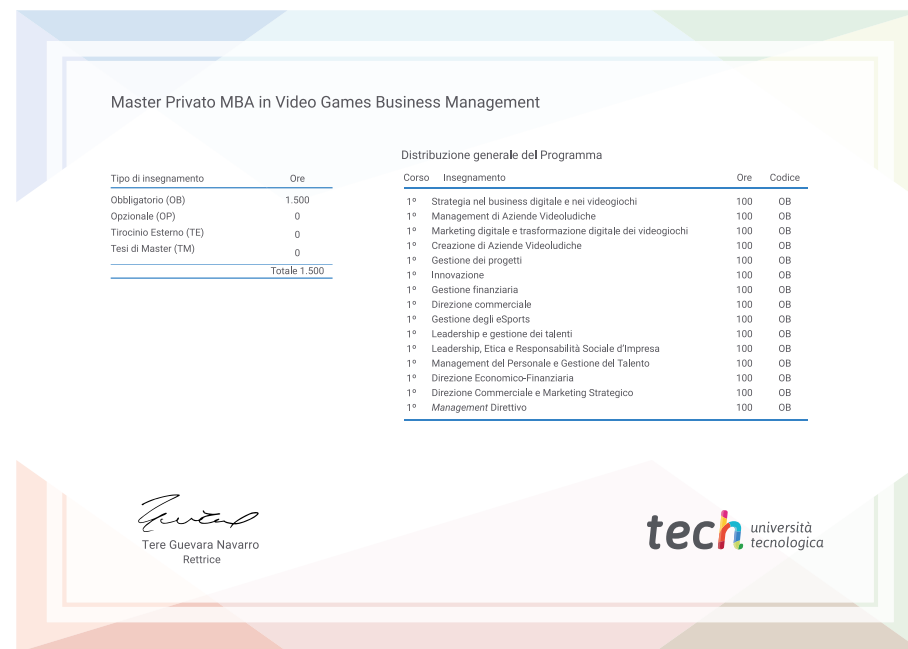 Master Privato MBA in Video Games Business Management
Tipo di insegnamento Ore
Obbligatorio (OB) 1.500
Opzionale (OP) 0
Tirocinio Esterno (TE) 0
Tesi di Master (TM) 0
Totale 1.500
Distribuzione generale del Programma
Corso Insegnamento Ore Codice
1º Strategia nel business digitale e nei videogiochi 100 OB
1º Management di Aziende Videoludiche 100 OB
1º Marketing digitale e trasformazione digitale dei videogiochi 100 OB
1º Creazione di Aziende Videoludiche 100 OB
1º Gestione dei progetti 100 OB
1º Innovazione 100 OB
1º Gestione finanziaria 100 OB
1º Direzione commerciale 100 OB
1º Gestione degli eSports 100 OB
1º Leadership e gestione dei talenti 100 OB
1º Leadership, Etica e Responsabilità Sociale d'Impresa 100 OB
1º Management del Personale e Gestione del Talento 100 OB
1º Direzione Economico-Finanziaria 100 OB
1º Direzione Commerciale e Marketing Strategico 100 OB
1º Management Direttivo 100 OB
Tere Guevara Navarro
Rettrice
tech università
tecnologica